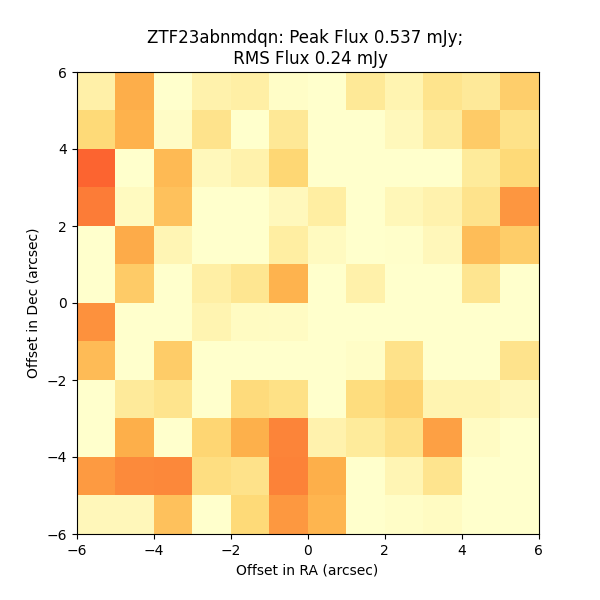 ZTF23abnmdqn: Peak Flux 0.537 mJy;
RMS Flux 0.24 mJy
6
4
2
0
−2
−4
−6
Offset in Dec (arcsec)
−6 −4 −2 0 2 4 6
Offset in RA (arcsec)